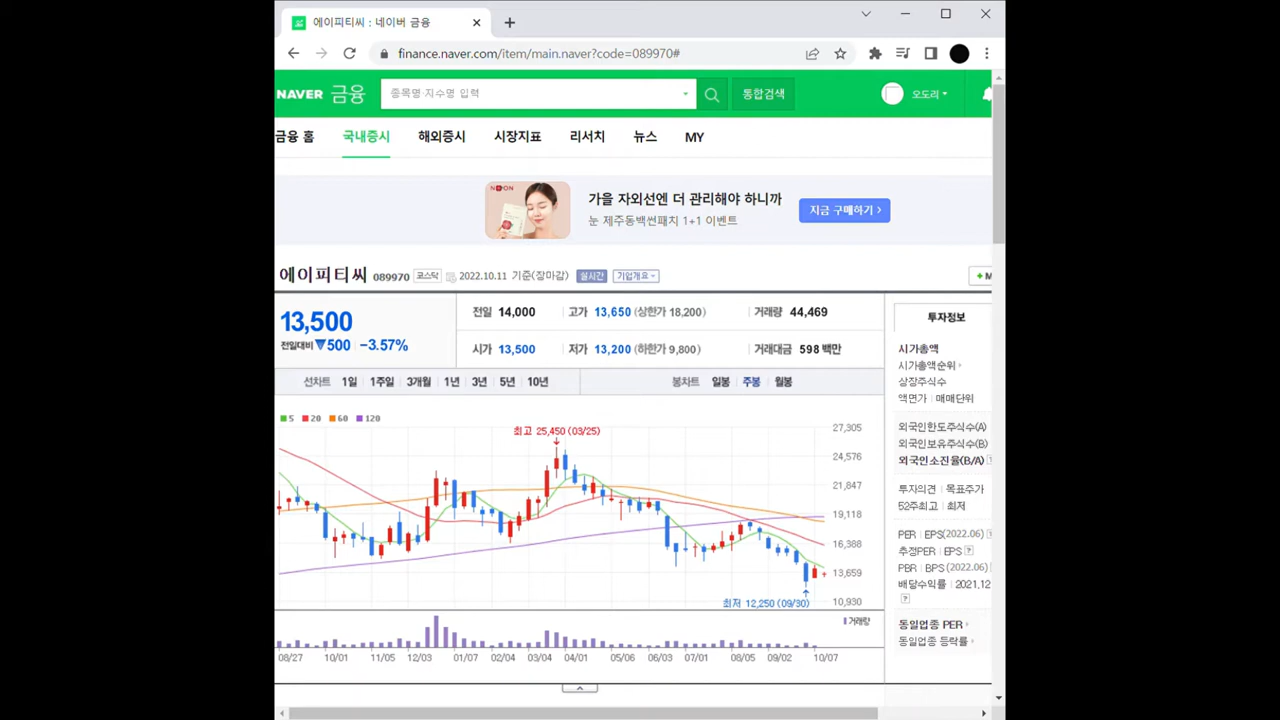 에이피티씨 : 네이버 금융
finance.naver.com/item/main.naver?code=089970#
NAVER 금융 종목명·지수명 입력 통합검색 오도리
금융 홈 국내증시 해외증시 시장지표 리서치 뉴스 MY
가을 자외선엔 더 관리해야 하니까
눈 제주동백썬패치 1+1 이벤트
지금 구매하기
에이피티씨 089970 코스닥 2022.10.11 기준(장마감) 실시간 기업개요
13,500
전일대비 ▼500 -3.57%
전일 14,000 고가 13,650 (상한가 18,200) 거래량 44,469
시가 13,500 저가 13,200 (하한가 9,800) 거래대금 598 백만
선차트 1일 1주일 3개월 1년 3년 5년 10년 봉차트 일봉 주봉 월봉
5 20 60 120
최고 25,450 (03/25)
27,305
24,576
21,847
19,118
16,388
13,659
10,930
최저 12,250 (09/30)
거래량
08/27 10/01 11/05 12/03 01/07 02/04 03/04 04/01 05/06 06/03 07/01 08/05 09/02 10/07
투자정보
시가총액
시가총액순위
상장주식수
액면가 매매단위
외국인한도주식수(A)
외국인보유주식수(B)
외국인소진율(B/A)
투자의견 목표주가
52주최고 최저
PER EPS(2022.06)
추정PER EPS
PBR BPS (2022.06)
배당수익률 2021.12
동일업종 PER
동일업종 등락률